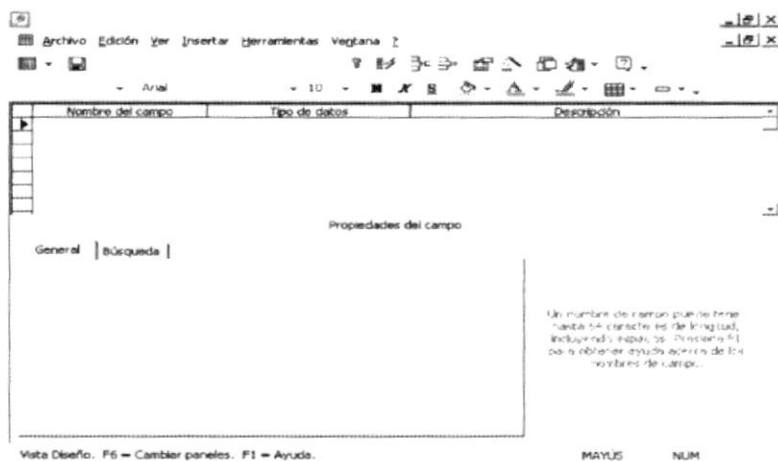 Archivo Edición Ver Insertar Herramientas Ventana ?
Arial 10 N K S
Nombre del campo Tipo de datos Descripción
Propiedades del campo
General Búsqueda
Un nombre de campo puede tene
hasta 64 caracteres de longitud,
incluyendo espacios. Presione F1
para obtener ayuda acerca de los
nombres de campo.
Vista Diseño. F6 = Cambiar paneles. F1 = Ayuda. MAYÚS NUM